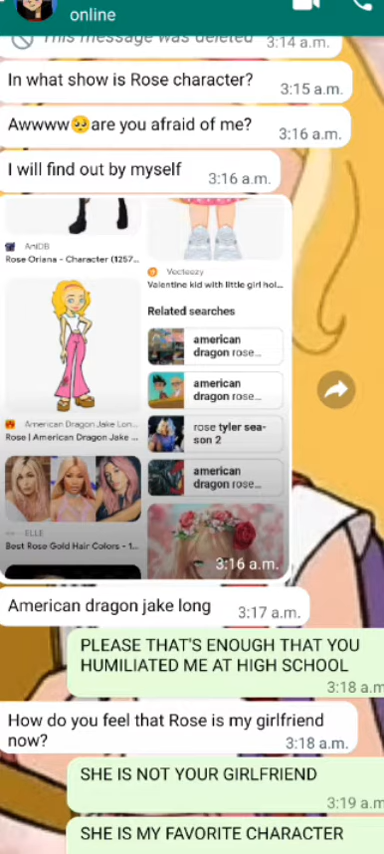 online
This message was deleted 3:14 a.m.
In what show is Rose character? 3:15 a.m.
Awwww🥺are you afraid of me? 3:16 a.m.
I will find out by myself 3:16 a.m.
AniDB
Rose Oriana - Character (1257...
Vecteezy
Valentine kid with little girl hol...
Related searches
american
dragon rose...
american
dragon rose...
American Dragon Jake Lon...
Rose | American Dragon Jake ...
rose tyler sea-
son 2
american
dragon rose...
ELLE
Best Rose Gold Hair Colors - 1...
3:16 a.m.
American dragon jake long 3:17 a.m.
PLEASE THAT'S ENOUGH THAT YOU
HUMILIATED ME AT HIGH SCHOOL
3:18 a.m
How do you feel that Rose is my girlfriend
now? 3:18 a.m.
SHE IS NOT YOUR GIRLFRIEND
3:19 a.m
SHE IS MY FAVORITE CHARACTER